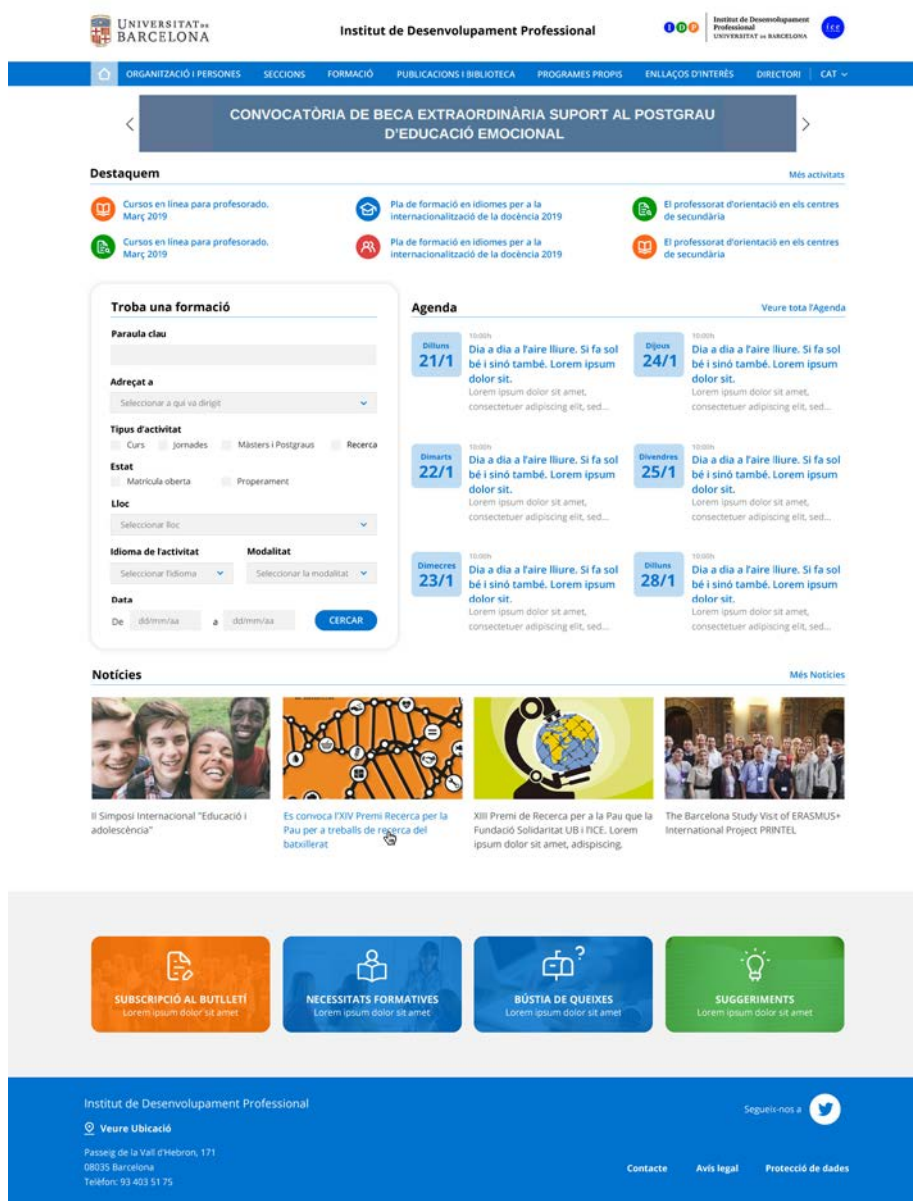 UNIVERSITAT DE
BARCELONA
Institut de Desenvolupament Professional
IDP
Institut de Desenvolupament
Professional
UNIVERSITAT DE BARCELONA
ice
ORGANITZACIÓ I PERSONES SECCIONS FORMACIÓ PUBLICACIONS I BIBLIOTECA PROGRAMES PROPIS ENLLAÇOS D'INTERÈS DIRECTORI CAT
CONVOCATÒRIA DE BECA EXTRAORDINÀRIA SUPORT AL POSTGRAU
D'EDUCACIÓ EMOCIONAL
Destaquem
Més activitats
Cursos en línea para profesorado.
Març 2019
Pla de formació en idiomes per a la
internacionalització de la docència 2019
El professorat d'orientació en els centres
de secundària
Cursos en línea para profesorado.
Març 2019
Pla de formació en idiomes per a la
internacionalització de la docència 2019
El professorat d'orientació en els centres
de secundària
Troba una formació
Paraula clau
Adreçat a
Seleccionar a qui va dirigit
Tipus d'activitat
Curs Jornades Màsters i Postgraus Recerca
Estat
Matrícula oberta Properament
Lloc
Seleccionar lloc
Idioma de l'activitat Modalitat
Seleccionar l'idioma Seleccionar la modalitat
Data
De dd/mm/aa a dd/mm/aa CERCAR
Agenda
Veure tota l'Agenda
Dilluns
21/1
10:00h
Dia a dia a l'aire lliure. Si fa sol
bé i sinó també. Lorem ipsum
dolor sit.
Lorem ipsum dolor sit amet,
consectetuer adipiscing elit, sed...
Dijous
24/1
10:00h
Dia a dia a l'aire lliure. Si fa sol
bé i sinó també. Lorem ipsum
dolor sit.
Lorem ipsum dolor sit amet,
consectetuer adipiscing elit, sed...
Dimarts
22/1
10:00h
Dia a dia a l'aire lliure. Si fa sol
bé i sinó també. Lorem ipsum
dolor sit.
Lorem ipsum dolor sit amet,
consectetuer adipiscing elit, sed...
Divendres
25/1
10:00h
Dia a dia a l'aire lliure. Si fa sol
bé i sinó també. Lorem ipsum
dolor sit.
Lorem ipsum dolor sit amet,
consectetuer adipiscing elit, sed...
Dimecres
23/1
10:00h
Dia a dia a l'aire lliure. Si fa sol
bé i sinó també. Lorem ipsum
dolor sit.
Lorem ipsum dolor sit amet,
consectetuer adipiscing elit, sed...
Dilluns
28/1
10:00h
Dia a dia a l'aire lliure. Si fa sol
bé i sinó també. Lorem ipsum
dolor sit.
Lorem ipsum dolor sit amet,
consectetuer adipiscing elit, sed...
Notícies
Més Notícies
II Simposi Internacional "Educació i
adolescència"
Es convoca l'XIV Premi Recerca per la
Pau per a treballs de recerca del
batxillerat
XIII Premi de Recerca per a la Pau que la
Fundació Solidaritat UB i l'ICE. Lorem
ipsum dolor sit amet, adispiscing.
The Barcelona Study Visit of ERASMUS+
International Project PRINTEL
SUBSCRIPCIÓ AL BUTLLETÍ
Lorem ipsum dolor sit amet
NECESSITATS FORMATIVES
Lorem ipsum dolor sit amet
BÚSTIA DE QUEIXES
Lorem ipsum dolor sit amet
SUGGERIMENTS
Lorem ipsum dolor sit amet
Institut de Desenvolupament Professional
Veure Ubicació
Passeig de la Vall d'Hebron, 171
08035 Barcelona
Telèfon: 93 403 51 75
Segueix-nos a
Contacte Avís legal Protecció de dades